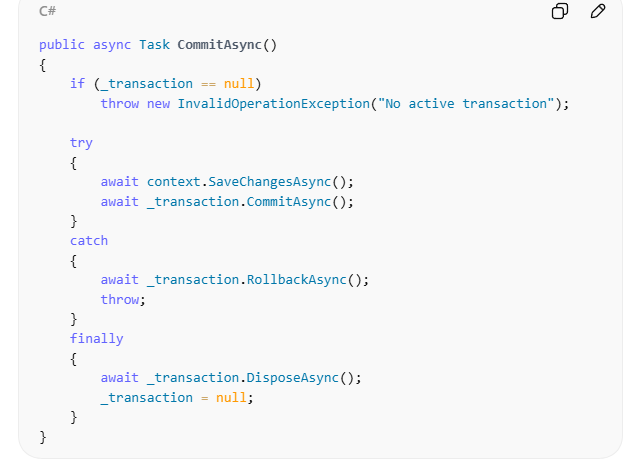 C#
public async Task CommitAsync()
{
    if (_transaction == null)
        throw new InvalidOperationException("No active transaction");

    try
    {
        await context.SaveChangesAsync();
        await _transaction.CommitAsync();
    }
    catch
    {
        await _transaction.RollbackAsync();
        throw;
    }
    finally
    {
        await _transaction.DisposeAsync();
        _transaction = null;
    }
}